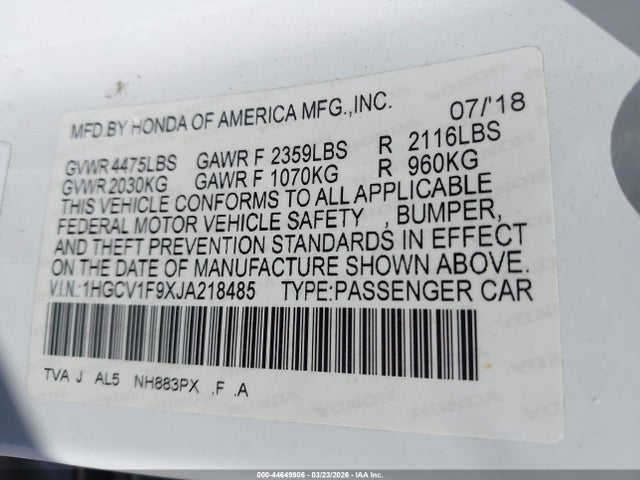 MFD.BY HONDA OF AMERICA MFG.,INC. 07/'18
GVWR 4475LBS GAWR F 2359LBS R 2116LBS
GVWR 2030KG GAWR F 1070KG R 960KG
THIS VEHICLE CONFORMS TO ALL APPLICABLE
FEDERAL MOTOR VEHICLE SAFETY , BUMPER,
AND THEFT PREVENTION STANDARDS IN EFFECT
ON THE DATE OF MANUFACTURE SHOWN ABOVE.
V.I.N.:1HGCV1F9XJA218485 TYPE:PASSENGER CAR
TVA J AL5 NH883PX .F .A
000-44649906 - 03/23/2026 - IAA Inc.